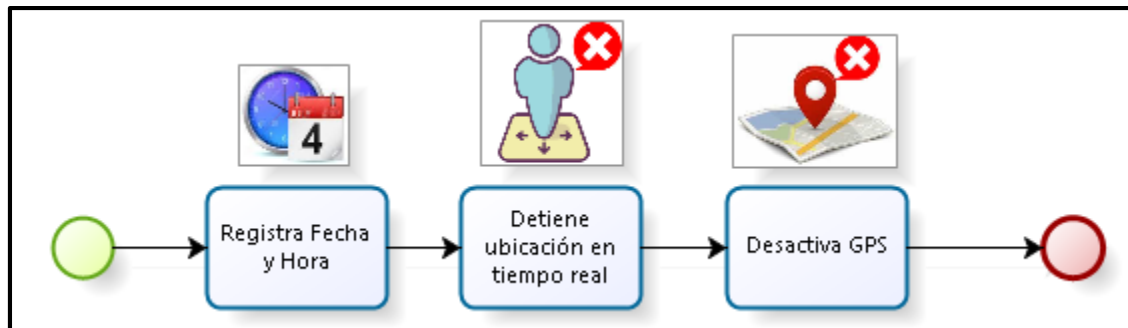 4
Registra Fecha
y Hora
Detiene
ubicación en
tiempo real
Desactiva GPS